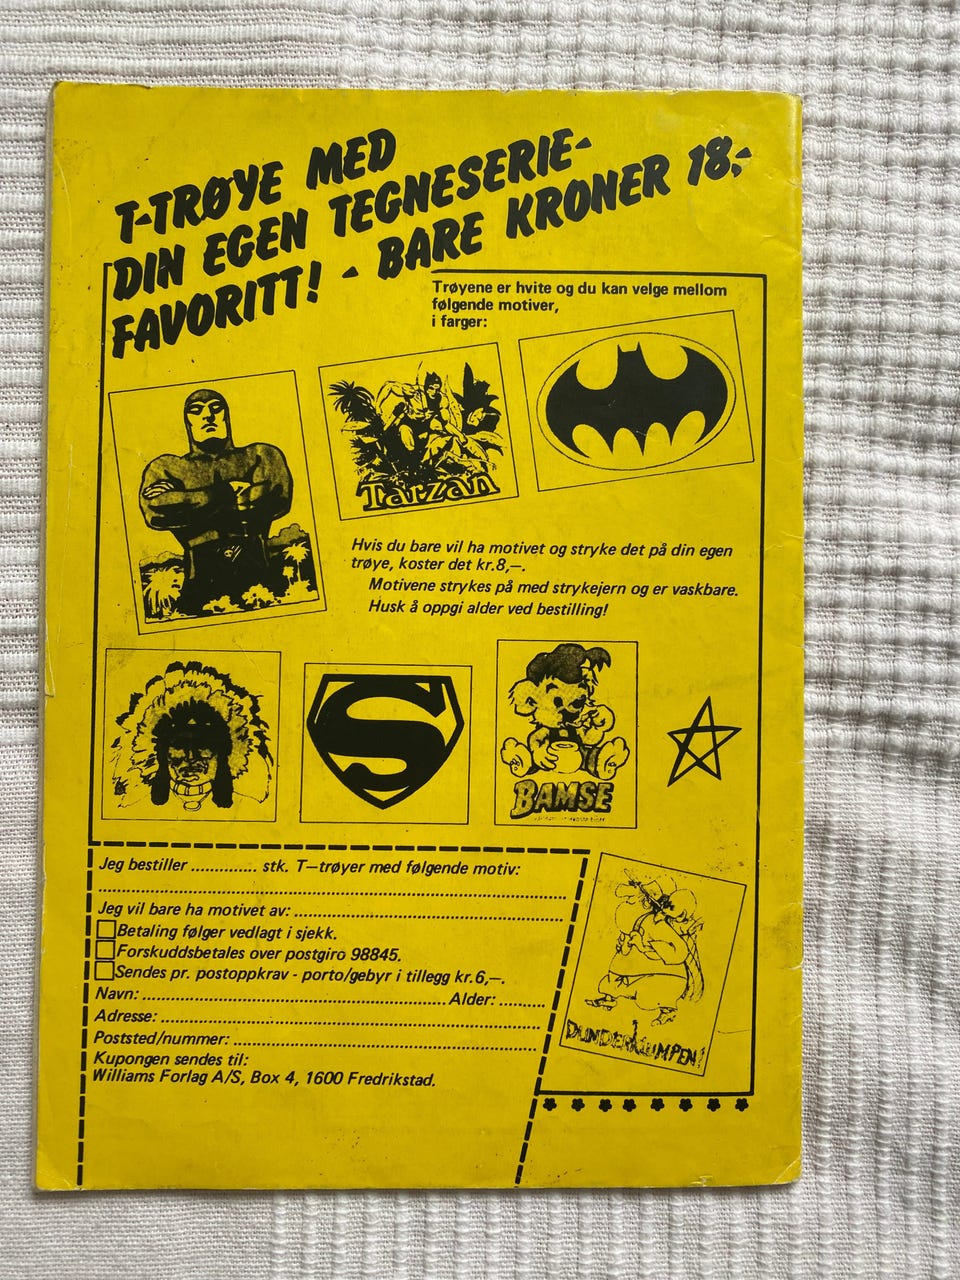 T-TRØYE MED
DIN EGEN TEGNESERIE-
FAVORITT! - BARE KRONER 18.-
Trøyene er hvite og du kan velge mellom
følgende motiver,
i farger:
Tarzan
Hvis du bare vil ha motivet og stryke det på din egen
trøye, koster det kr.8,—.
Motivene strykes på med strykejern og er vaskbare.
Husk å oppgi alder ved bestilling!
S
BAMSE
Jeg bestiller .............. stk. T—trøyer med følgende motiv:
Jeg vil bare ha motivet av: ..............................
Betaling følger vedlagt i sjekk.
Forskuddsbetales over postgiro 98845.
Sendes pr. postoppkrav - porto/gebyr i tillegg kr.6,—.
Navn: .............................. Alder: ..........
Adresse: ..............................
Poststed/nummer: ..............................
Kupongen sendes til:
Williams Forlag A/S, Box 4, 1600 Fredrikstad.
DUNDERKLUMPEN!